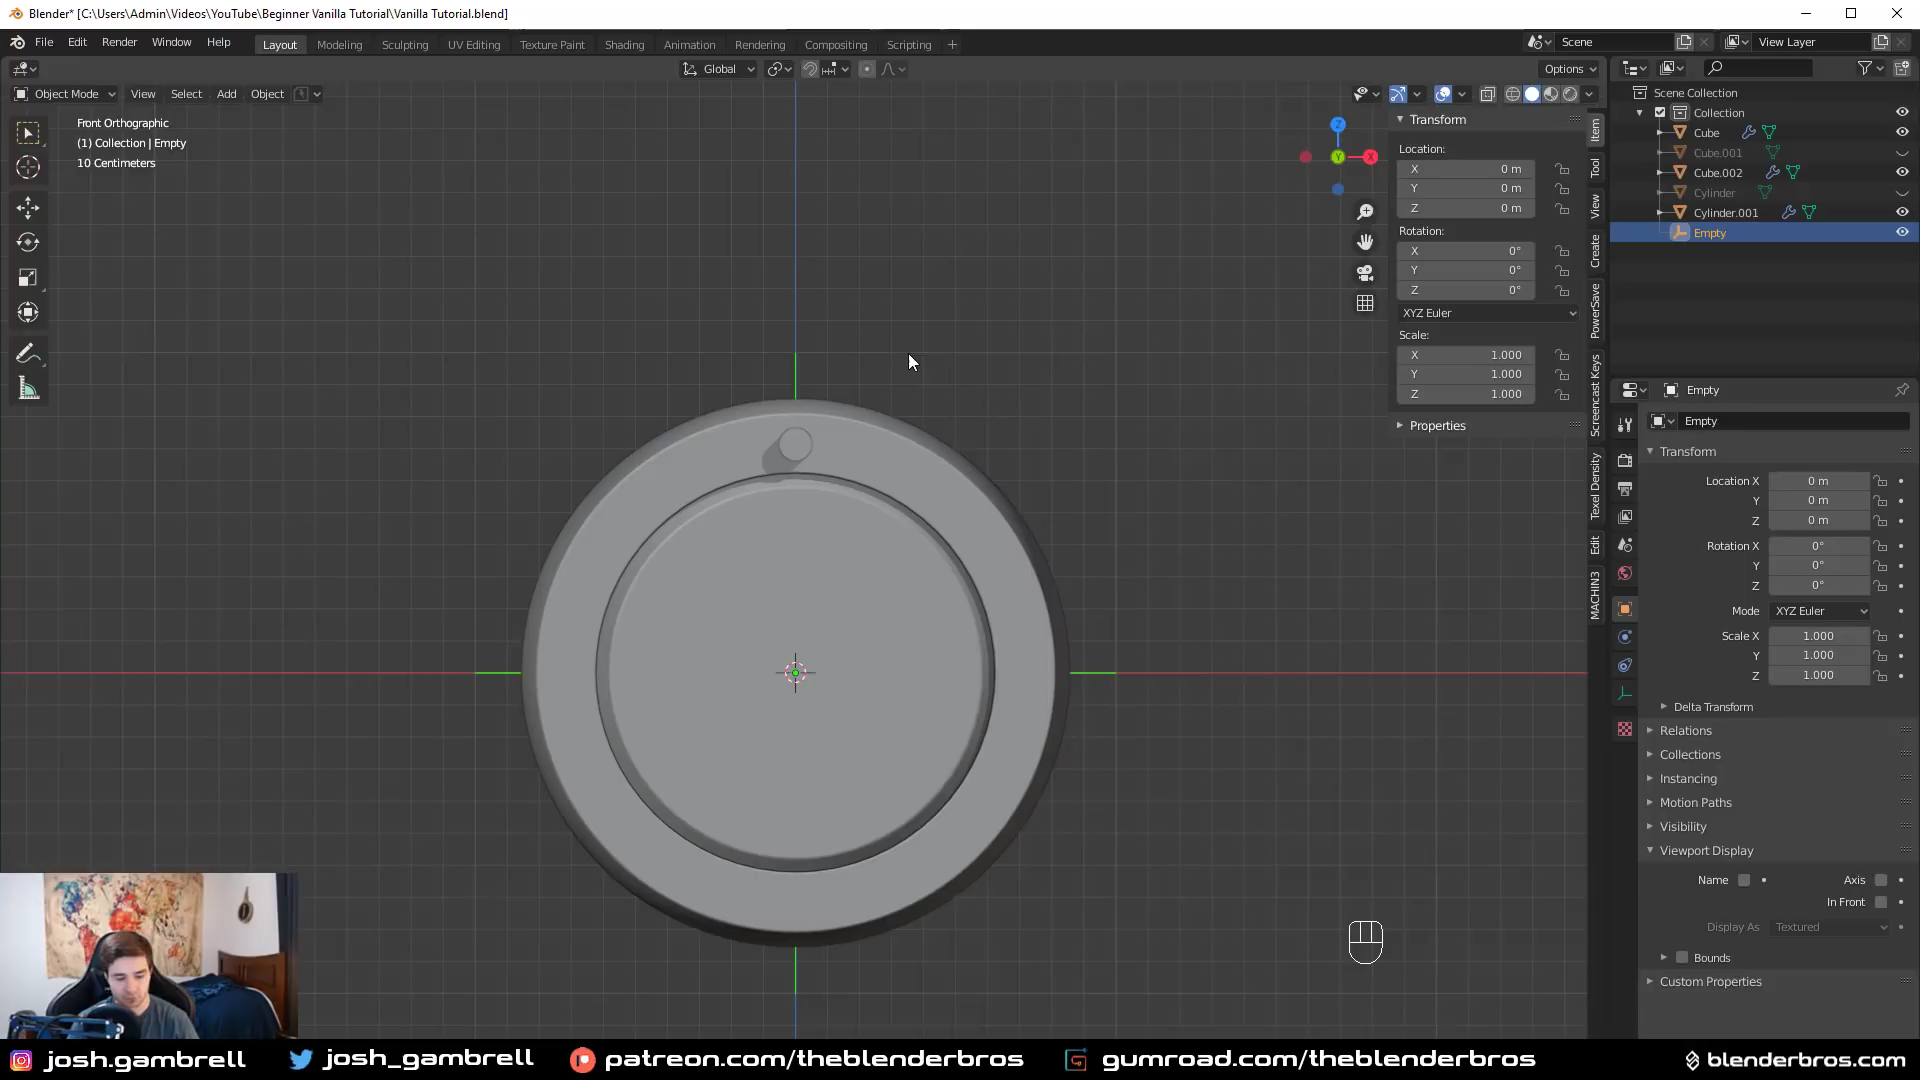 Blender* [C:\Users\Admin\Videos\YouTube\Beginner Vanilla Tutorial\Vanilla Tutorial.blend]
File Edit Render Window Help
Layout Modeling Sculpting UV Editing Texture Paint Shading Animation Rendering Compositing Scripting +
Scene
View Layer
Global
Options
Object Mode View Select Add Object
Front Orthographic
(1) Collection | Empty
10 Centimeters
Z
Y
X
Transform
Location:
X 0 m
Y 0 m
Z 0 m
Rotation:
X 0°
Y 0°
Z 0°
XYZ Euler
Scale:
X 1.000
Y 1.000
Z 1.000
Properties
Item
Tool
View
Create
PowerSave
Screencast Keys
Texel Density
Edit
MACHIN3
Scene Collection
Collection
Cube
Cube.001
Cube.002
Cylinder
Cylinder.001
Empty
Empty
Empty
Transform
Location X 0 m
Y 0 m
Z 0 m
Rotation X 0°
Y 0°
Z 0°
Mode XYZ Euler
Scale X 1.000
Y 1.000
Z 1.000
Delta Transform
Relations
Collections
Instancing
Motion Paths
Visibility
Viewport Display
Name Axis
In Front
Display As Textured
Bounds
Custom Properties
josh.gambrell josh_gambrell patreon.com/theblenderbros gumroad.com/theblenderbros blenderbros.com